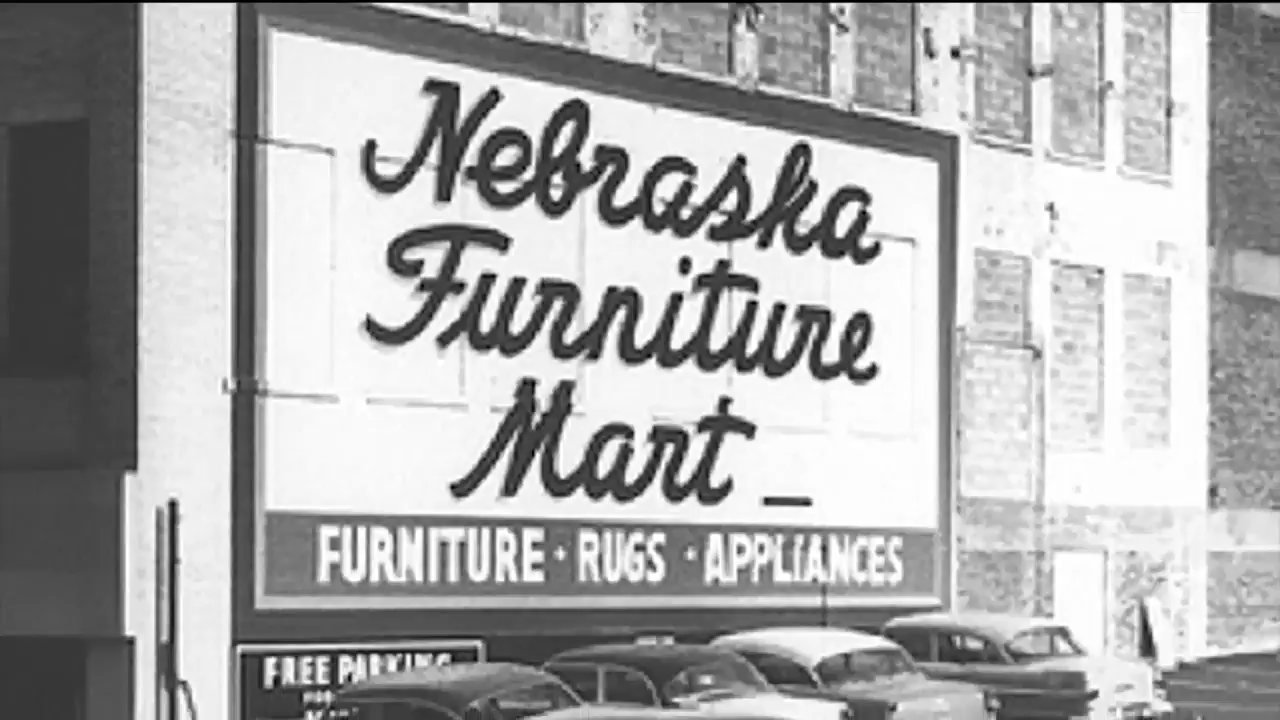 Nebraska
Furniture
Mart
FURNITURE · RUGS · APPLIANCES
FREE PARKING